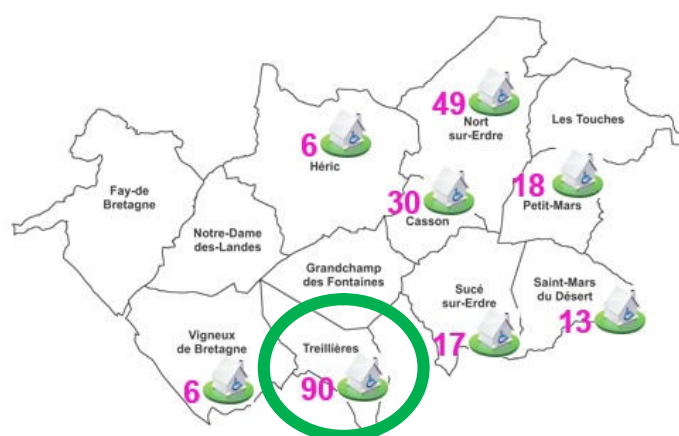 49
Nort
sur-Erdre
Les Touches
6
Héric
18
Petit-Mars
Fay-de
Bretagne
30
Casson
Notre-Dame
des-Landes
Grandchamp
des Fontaines
Sucé
sur-Erdre
Saint-Mars
du Désert
13
17
Vigneux
de Bretagne
6
Treillières
90